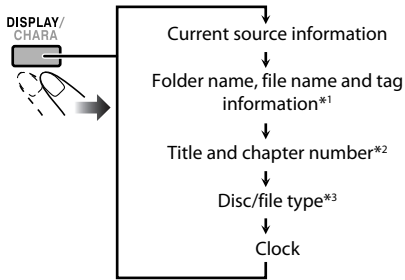 DISPLAY/
CHARA
Current source information
Folder name, file name and tag
information*1
Title and chapter number*2
Disc/file type*3
Clock